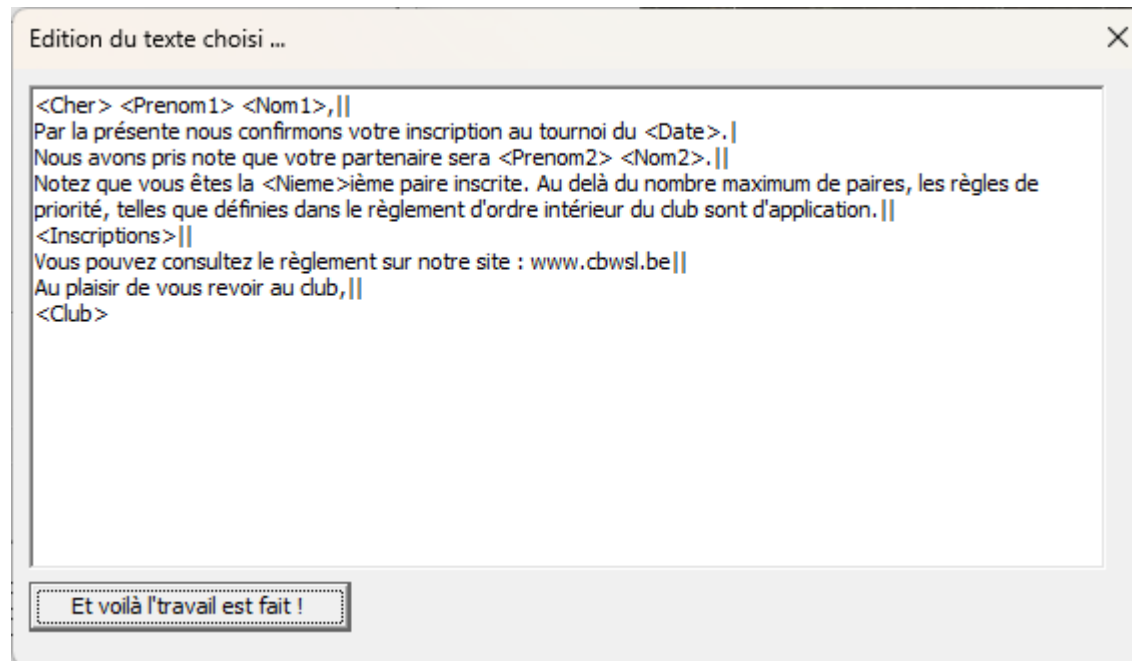 Edition du texte choisi ...
<Cher> <Prenom1> <Nom1>,||
Par la présente nous confirmons votre inscription au tournoi du <Date>.|
Nous avons pris note que votre partenaire sera <Prenom2> <Nom2>.||
Notez que vous êtes la <Nieme>ième paire inscrite. Au delà du nombre maximum de paires, les règles de
priorité, telles que définies dans le règlement d'ordre intérieur du club sont d'application.||
<Inscriptions>||
Vous pouvez consultez le règlement sur notre site : www.cbwsl.be||
Au plaisir de vous revoir au club,||
<Club>
Et voilà l'travail est fait !